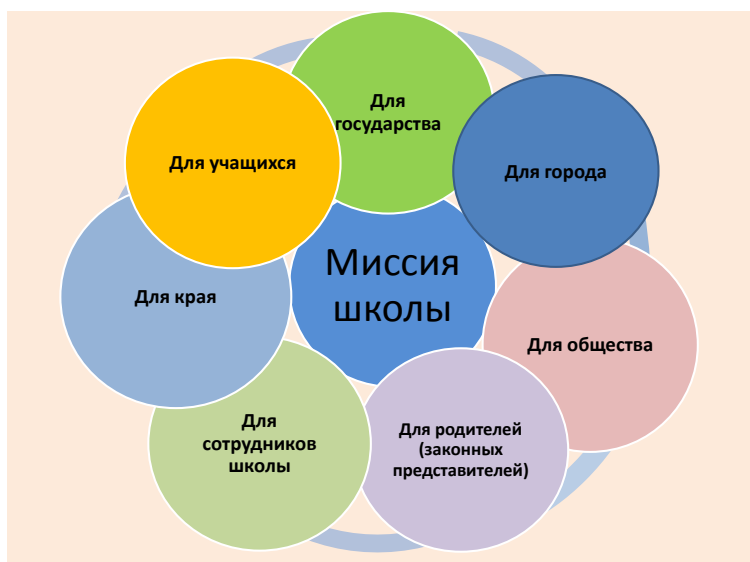 Для
государства
Для учащихся
Для города
Миссия
школы
Для края
Для общества
Для
сотрудников
школы
Для родителей
(законных
представителей)